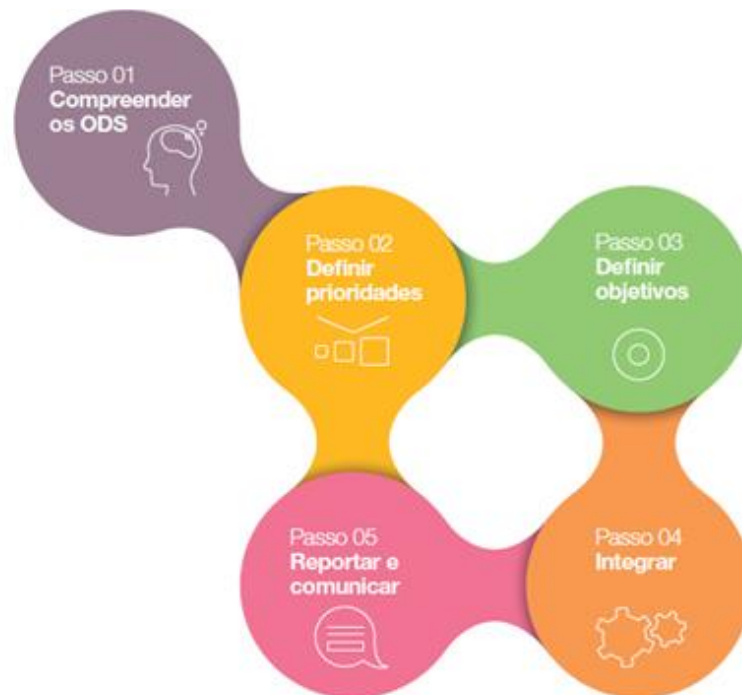 Passo 01
Compreender
os ODS
Passo 02
Definir
prioridades
Passo 03
Definir
objetivos
Passo 04
Integrar
Passo 05
Reportar e
comunicar